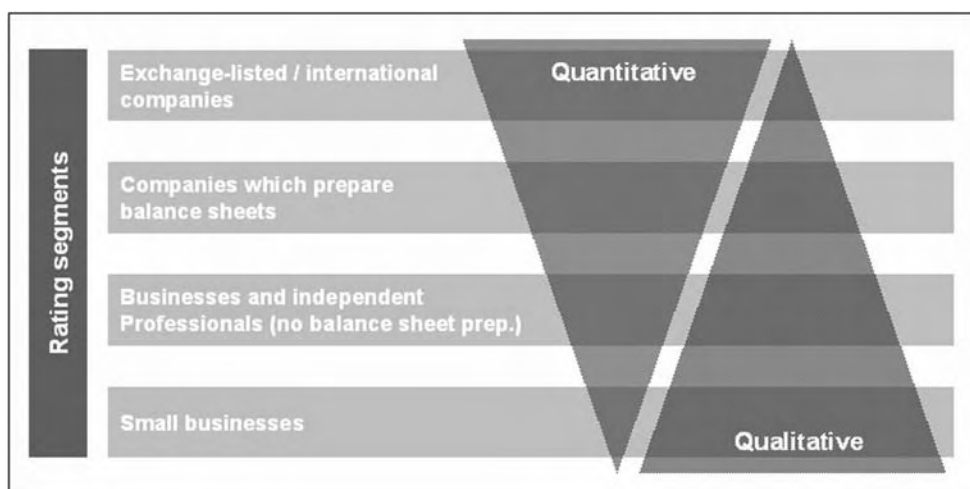 Rating segments
Exchange-listed / international
companies
Quantitative
Companies which prepare
balance sheets
Businesses and independent
Professionals (no balance sheet prep.)
Small businesses
Qualitative